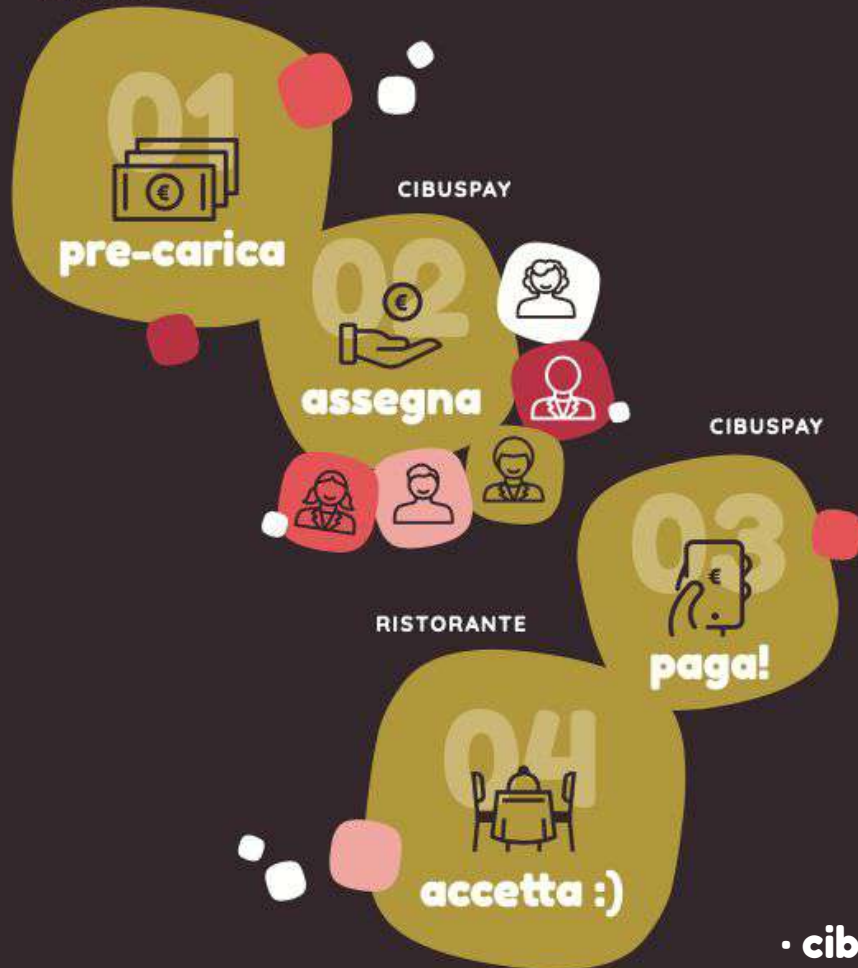 01
pre-carica
CIBUSPAY
02
assegna
CIBUSPAY
03
paga!
RISTORANTE
04
accetta :)
· cib